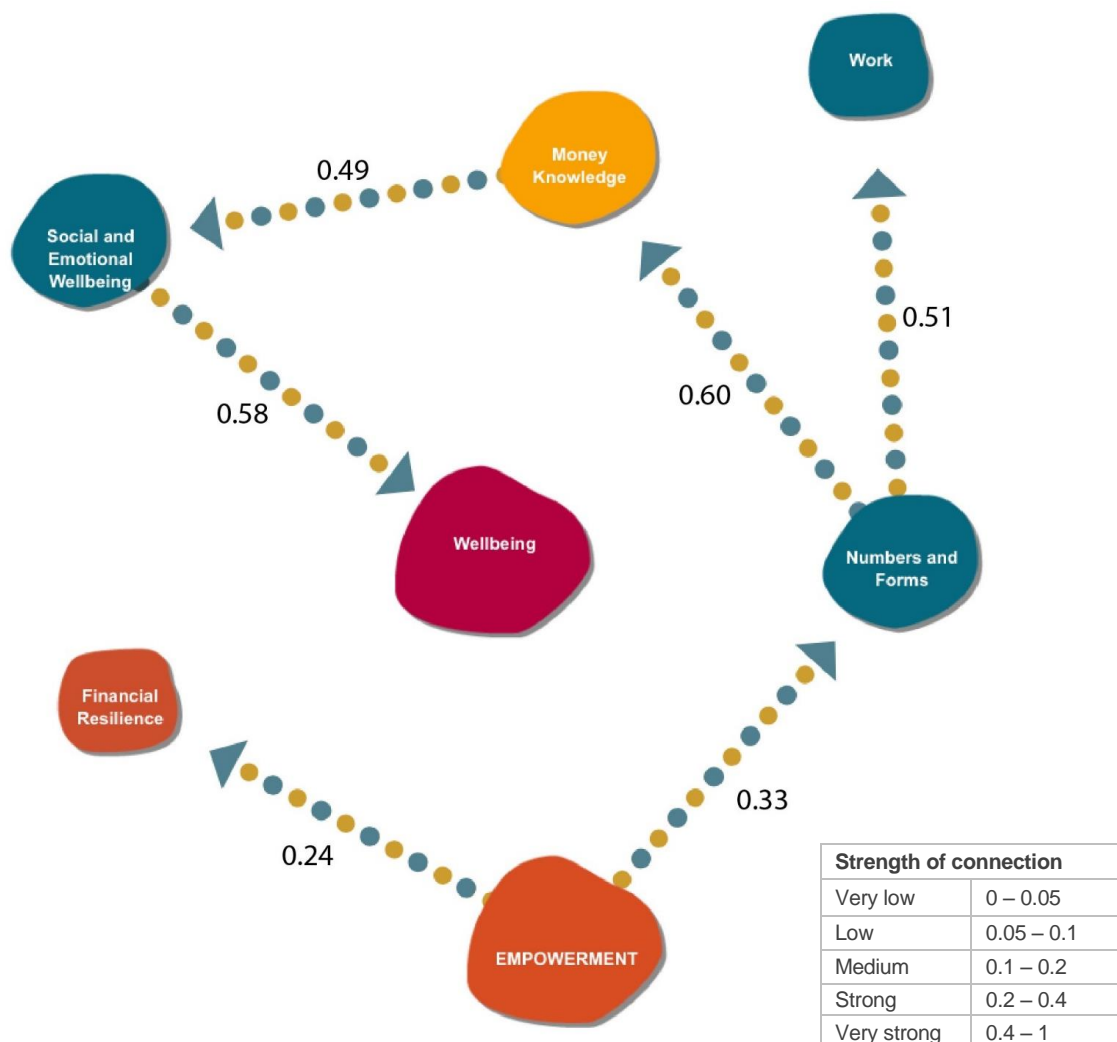 Work
Money
Knowledge
0.49
Social and
Emotional
Wellbeing
0.51
0.60
0.58
Wellbeing
Numbers and
Forms
Financial
Resilience
0.33
0.24
EMPOWERMENT
Strength of connection
Very low 0 – 0.05
Low 0.05 – 0.1
Medium 0.1 – 0.2
Strong 0.2 – 0.4
Very strong 0.4 – 1